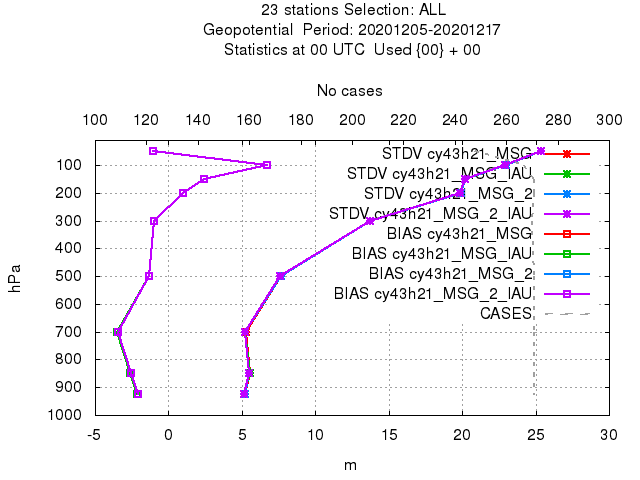 23 stations Selection: ALL
Geopotential  Period: 20201205-20201217
Statistics at 00 UTC  Used {00} + 00
No cases
100 120 140 160 180 200 220 240 260 280 300
STDV cy43h21_MSG
100
STDV cy43h21_MSG_IAU
200
STDV cy43h21_MSG_2
STDV cy43h21_MSG_2_IAU
300
BIAS cy43h21_MSG
400
BIAS cy43h21_MSG_IAU
hPa
500
BIAS cy43h21_MSG_2
BIAS cy43h21_MSG_2_IAU
600
CASES
700
800
900
1000
-5 0 5 10 15 20 25 30
m